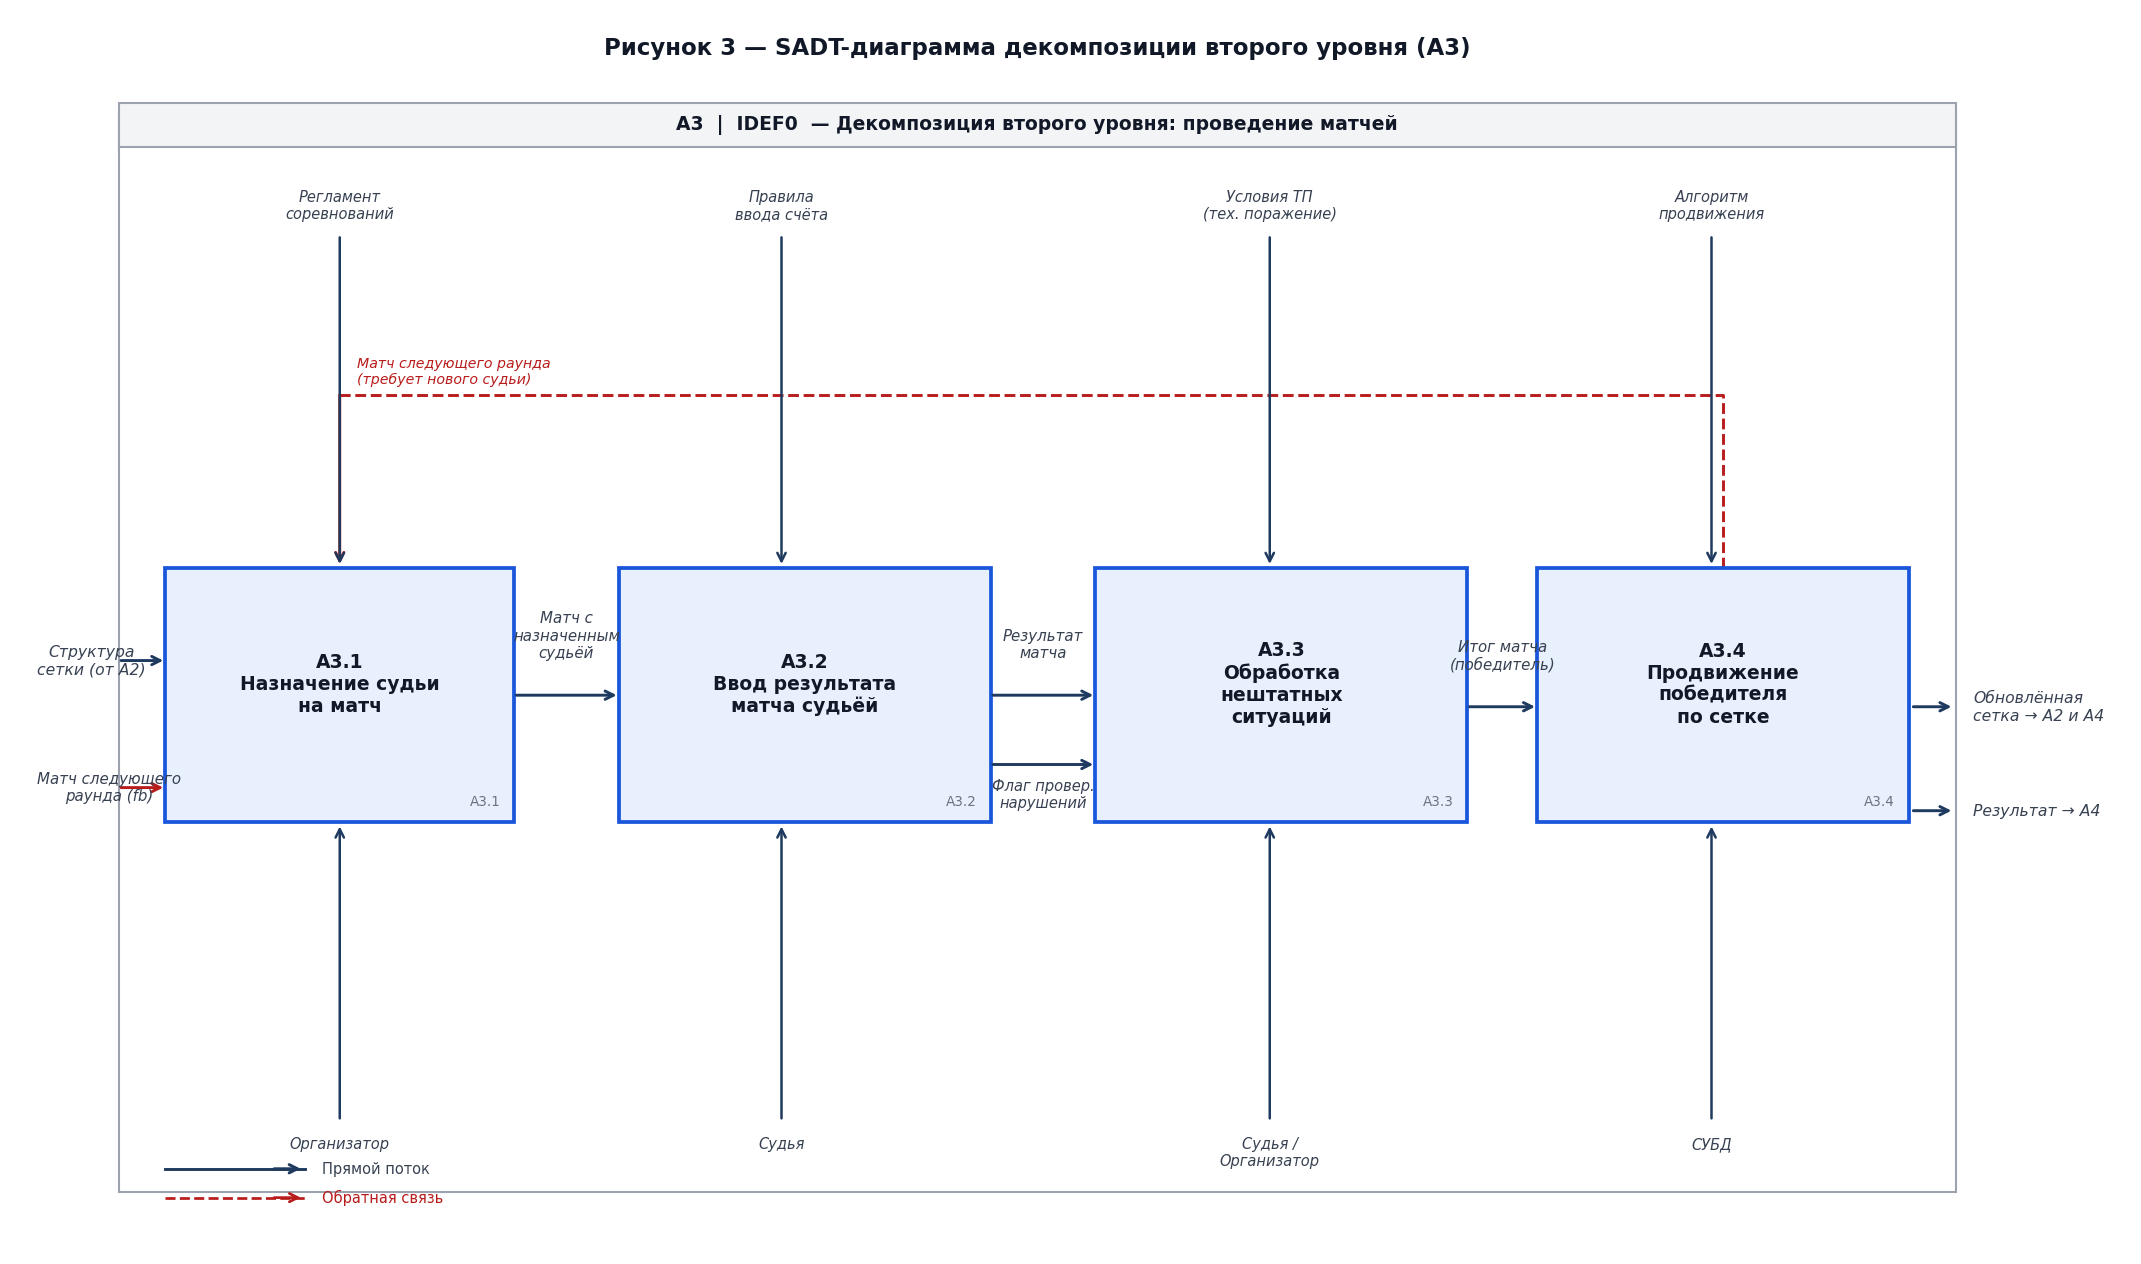 Рисунок 3 — SADT-диаграмма декомпозиции второго уровня (А3)
А3 | IDEF0 — Декомпозиция второго уровня: проведение матчей
Регламент
соревнований
Правила
ввода счёта
Условия ТП
(тех. поражение)
Алгоритм
продвижения
Матч следующего раунда
(требует нового судьи)
Структура
сетки (от А2)
Матч следующего
раунда (fb)
А3.1
Назначение судьи
на матч
А3.1
Матч с
назначенным
судьёй
А3.2
Ввод результата
матча судьёй
А3.2
Результат
матча
Флаг провер.
нарушений
А3.3
Обработка
нештатных
ситуаций
А3.3
Итог матча
(победитель)
А3.4
Продвижение
победителя
по сетке
А3.4
Обновлённая
сетка → А2 и А4
Результат → А4
Организатор
Судья
Судья /
Организатор
СУБД
Прямой поток
Обратная связь